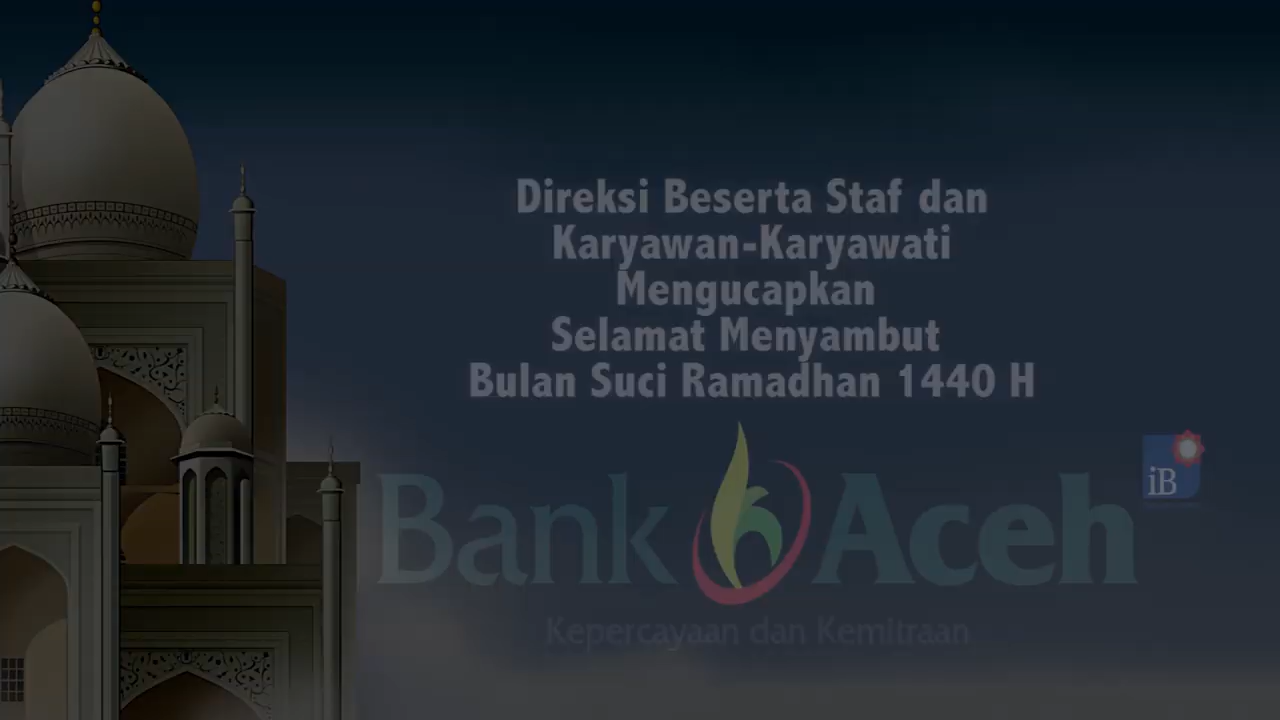 Direksi Beserta Staf dan
Karyawan-Karyawati
Mengucapkan
Selamat Menyambut
Bulan Suci Ramadhan 1440 H
Bank Aceh
iB
Kepercayaan dan Kemitraan